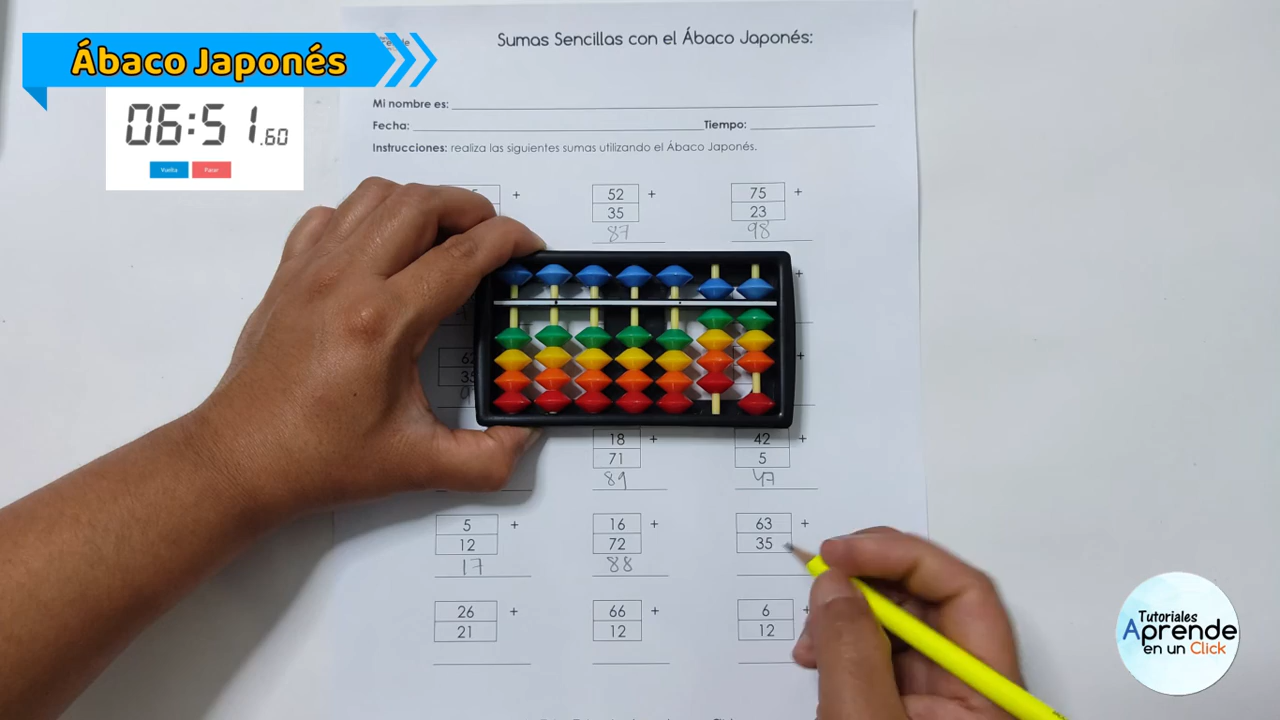 Ábaco Japonés
06:51.60
Vuelta Parar
Sumas Sencillas con el Ábaco Japonés:
Mi nombre es:
Fecha: Tiempo:
Instrucciones: realiza las siguientes sumas utilizando el Ábaco Japonés.
+ 52 + 75 +
35 23
87 98
+
+
18 + 42 +
71 5
89 47
5 + 16 + 63 +
12 72 35
17 88
26 + 66 + 6 +
21 12 12
Tutoriales
Aprende
en un Click